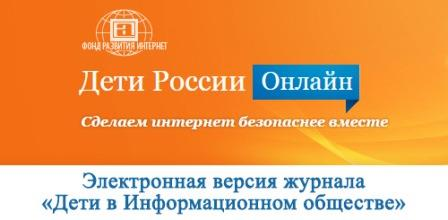 а
ФОНД РАЗВИТИЯ ИНТЕРНЕТ
Дети России Онлайн
Сделаем интернет безопаснее вместе
Электронная версия журнала
«Дети в Информационном обществе»